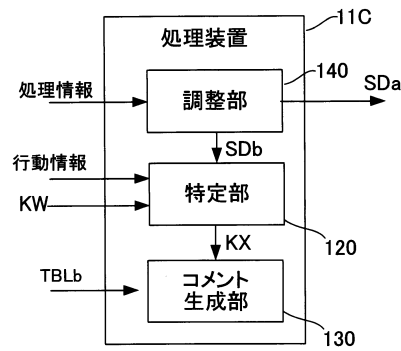 11C
処理装置
140
処理情報
調整部
SDa
SDb
行動情報
KW
特定部
120
KX
TBLb
コメント
生成部
130